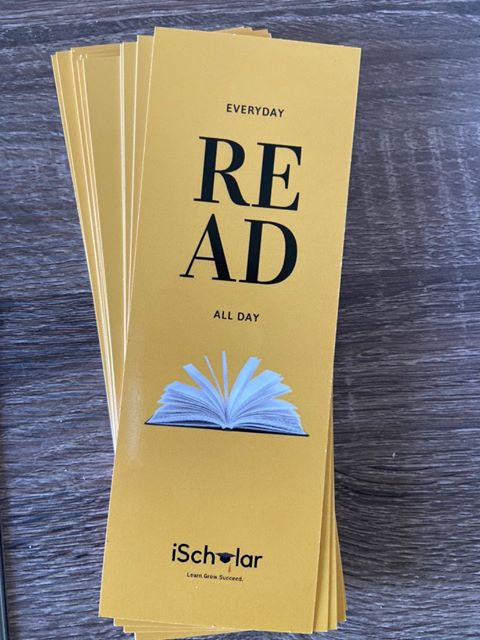 EVERYDAY
RE
AD
ALL DAY
iScholar
Learn.Grow.Succeed.